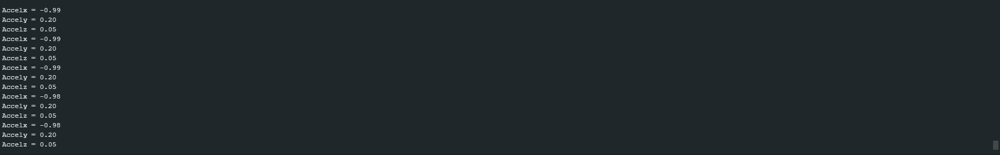 Accelx = -0.99
Accely = 0.20
Accelz = 0.05
Accelx = -0.99
Accely = 0.20
Accelz = 0.05
Accelx = -0.99
Accely = 0.20
Accelz = 0.05
Accelx = -0.98
Accely = 0.20
Accelz = 0.05
Accelx = -0.98
Accely = 0.20
Accelz = 0.05